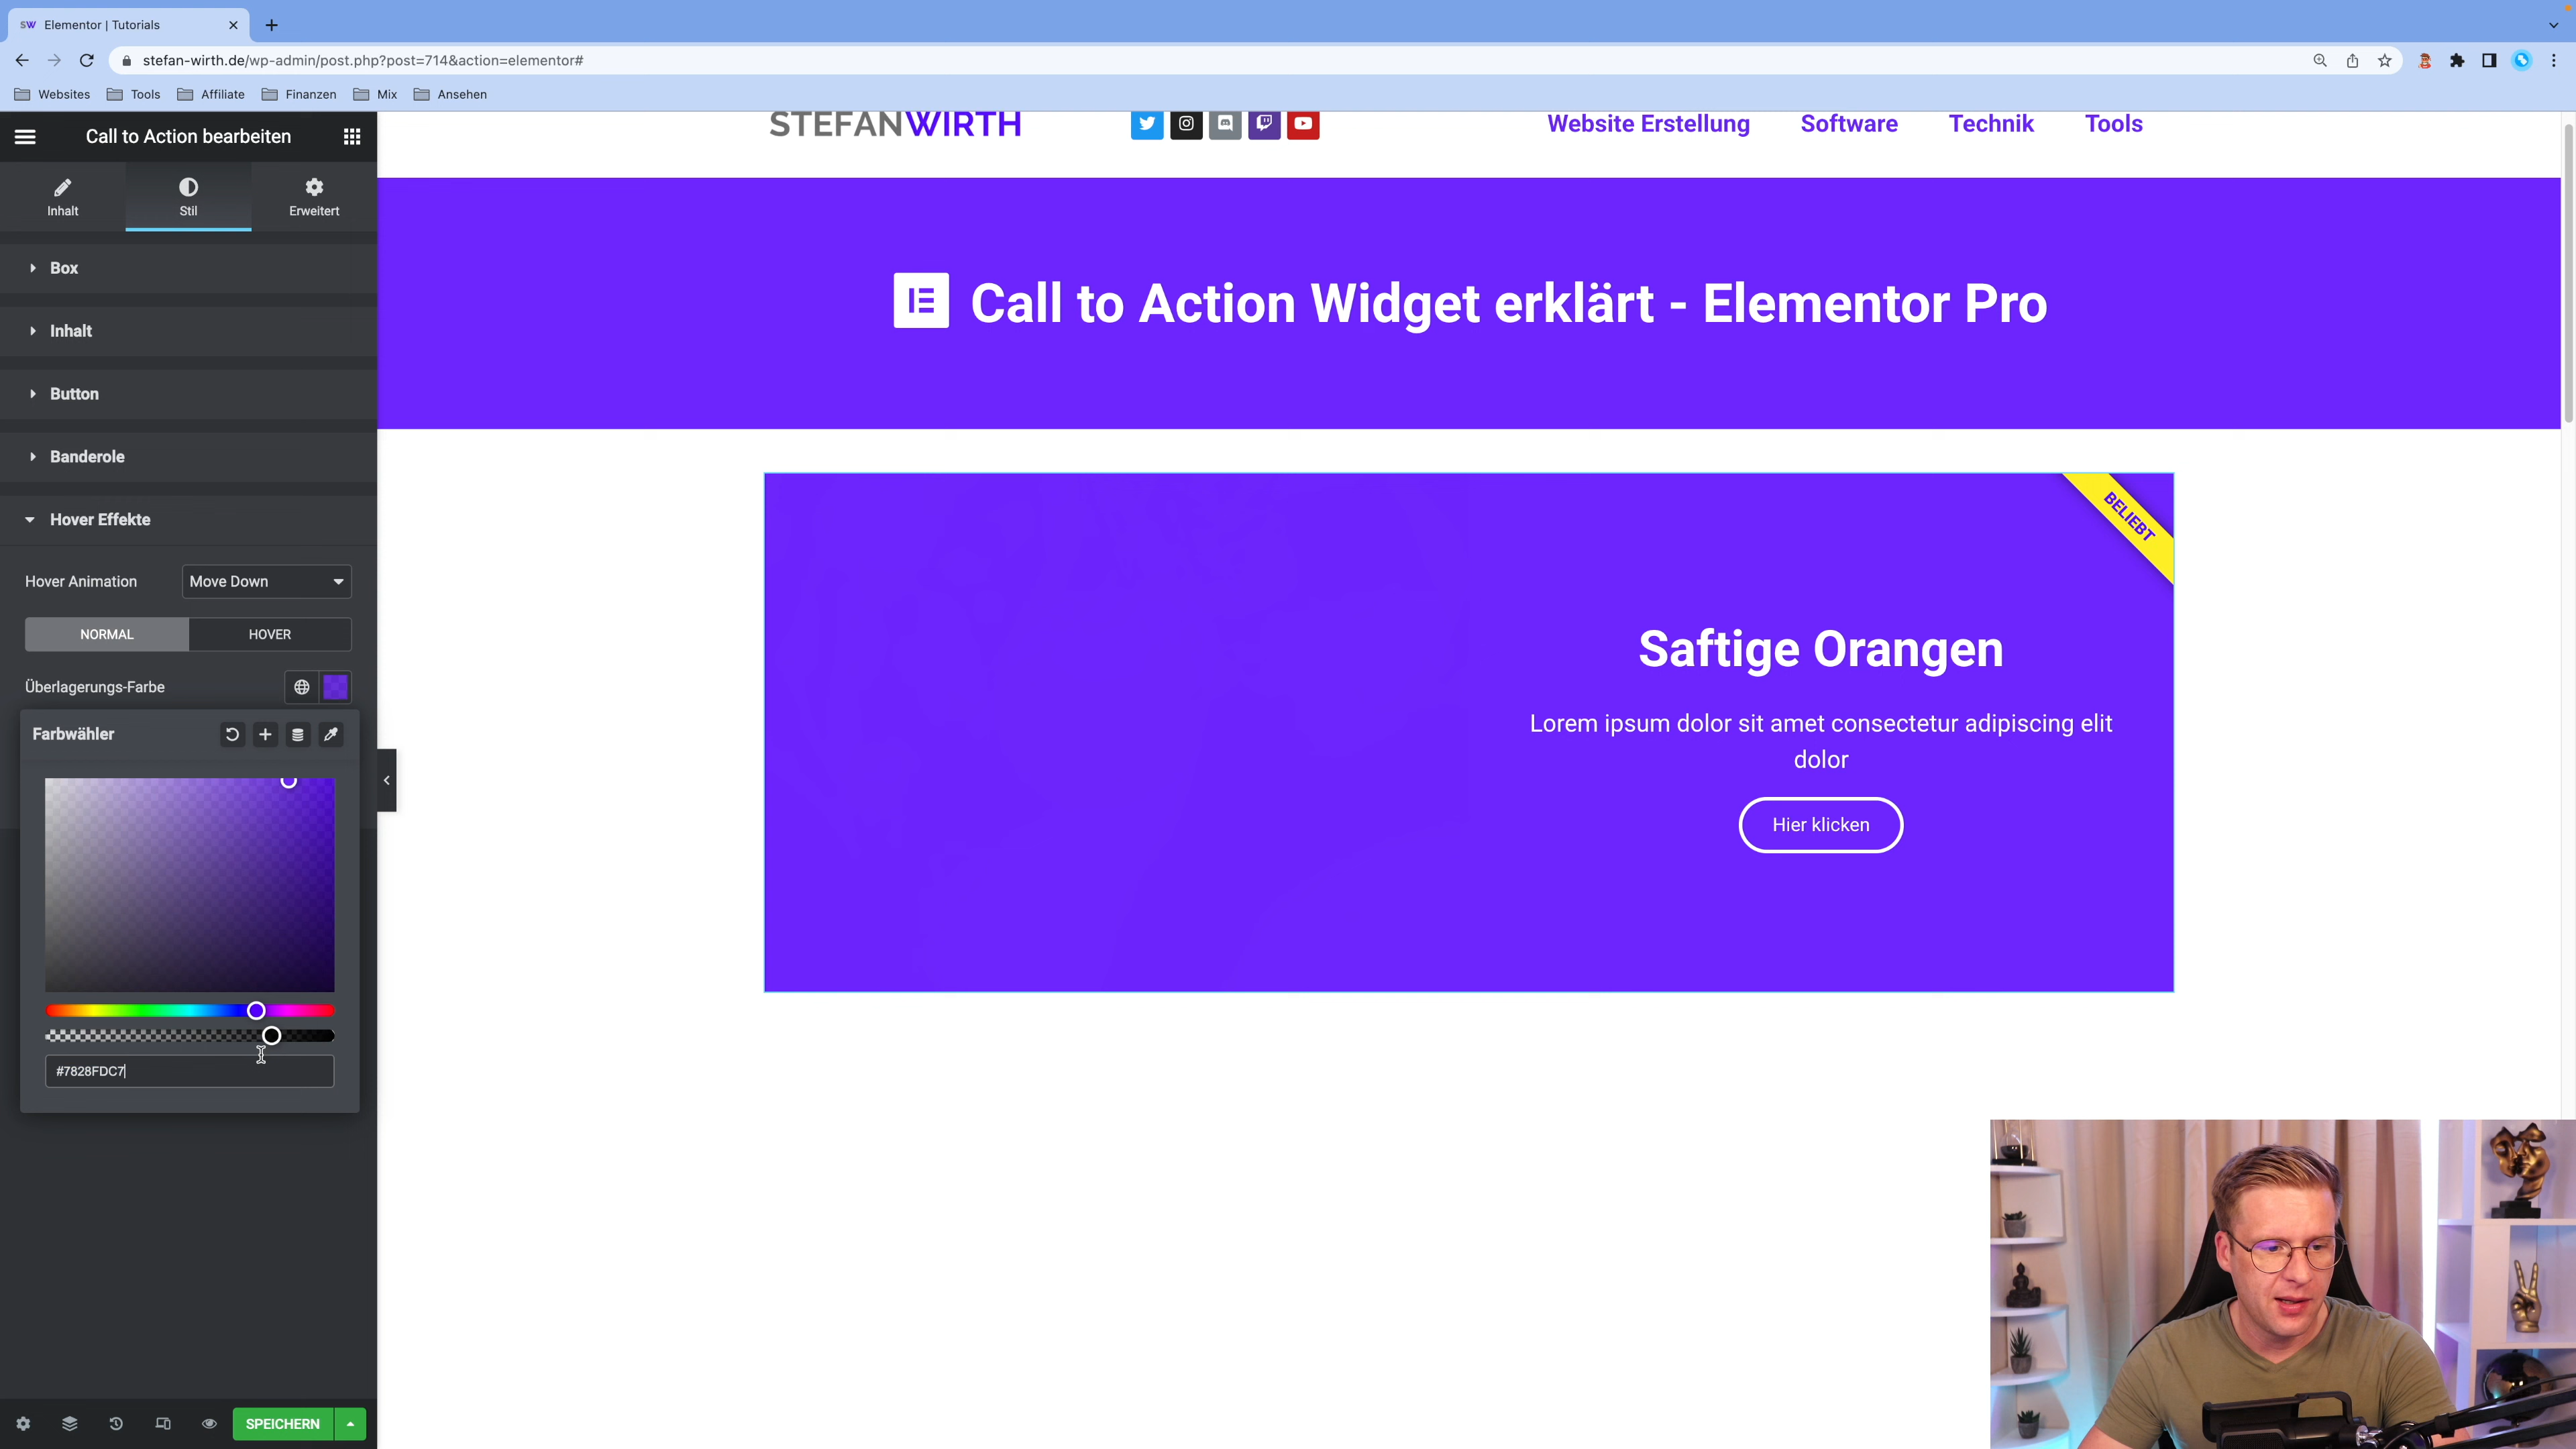 SW Elementor | Tutorials
stefan-wirth.de/wp-admin/post.php?post=714&action=elementor#
Websites Tools Affiliate Finanzen Mix Ansehen
Call to Action bearbeiten
Inhalt Stil Erweitert
Box
Inhalt
Button
Banderole
Hover Effekte
Hover Animation Move Down
NORMAL HOVER
Überlagerungs-Farbe
Farbwähler
#7828FDC7
SPEICHERN
STEFANWIRTH
Website Erstellung Software Technik Tools
Call to Action Widget erklärt - Elementor Pro
BELIEBT
Saftige Orangen
Lorem ipsum dolor sit amet consectetur adipiscing elit
dolor
Hier klicken